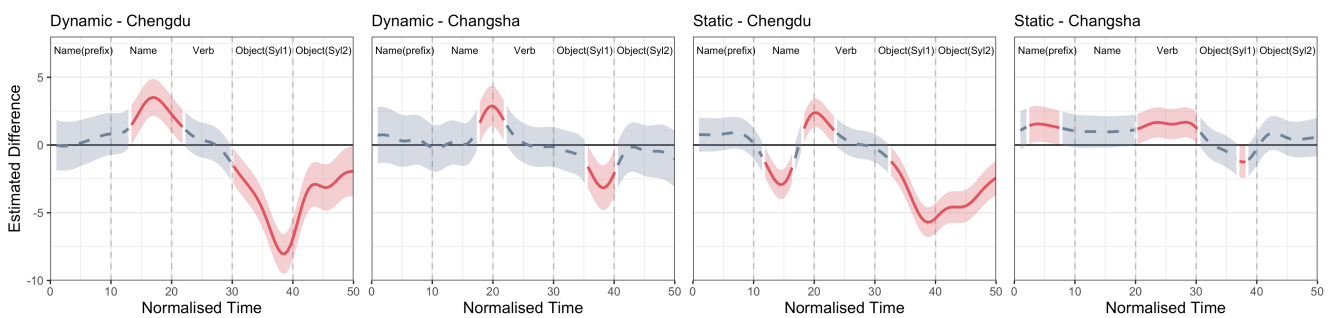 Dynamic - Chengdu
Dynamic - Changsha
Static - Chengdu
Static - Changsha
Name(prefix) Name Verb Object(Syl1) Object(Syl2)
Name(prefix) Name Verb Object(Syl1) Object(Syl2)
Name(prefix) Name Verb Object(Syl1) Object(Syl2)
Name(prefix) Name Verb Object(Syl1) Object(Syl2)
Estimated Difference
5
0
-5
-10
0 10 20 30 40 50
0 10 20 30 40 50
0 10 20 30 40 50
0 10 20 30 40 50
Normalised Time
Normalised Time
Normalised Time
Normalised Time